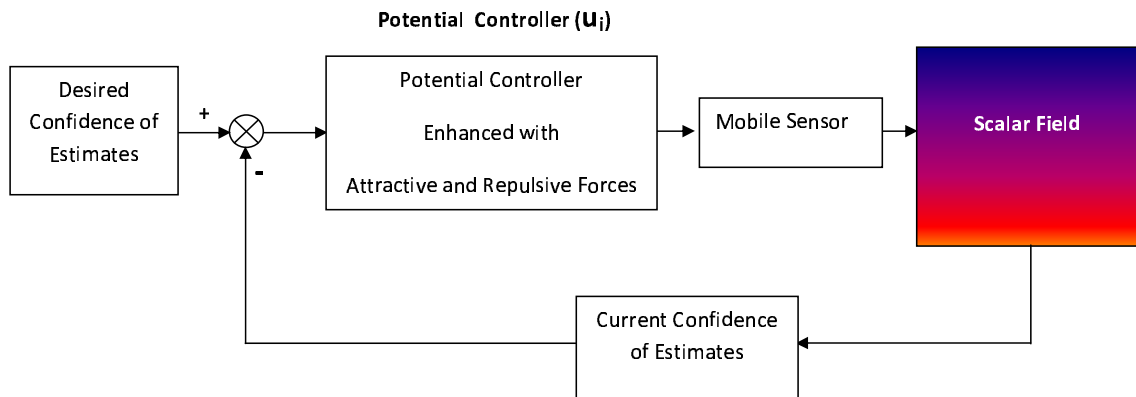 Potential Controller (ui)
Desired
Confidence of
Estimates
+
-
Potential Controller
Enhanced with
Attractive and Repulsive Forces
Mobile Sensor
Scalar Field
Current Confidence
of Estimates